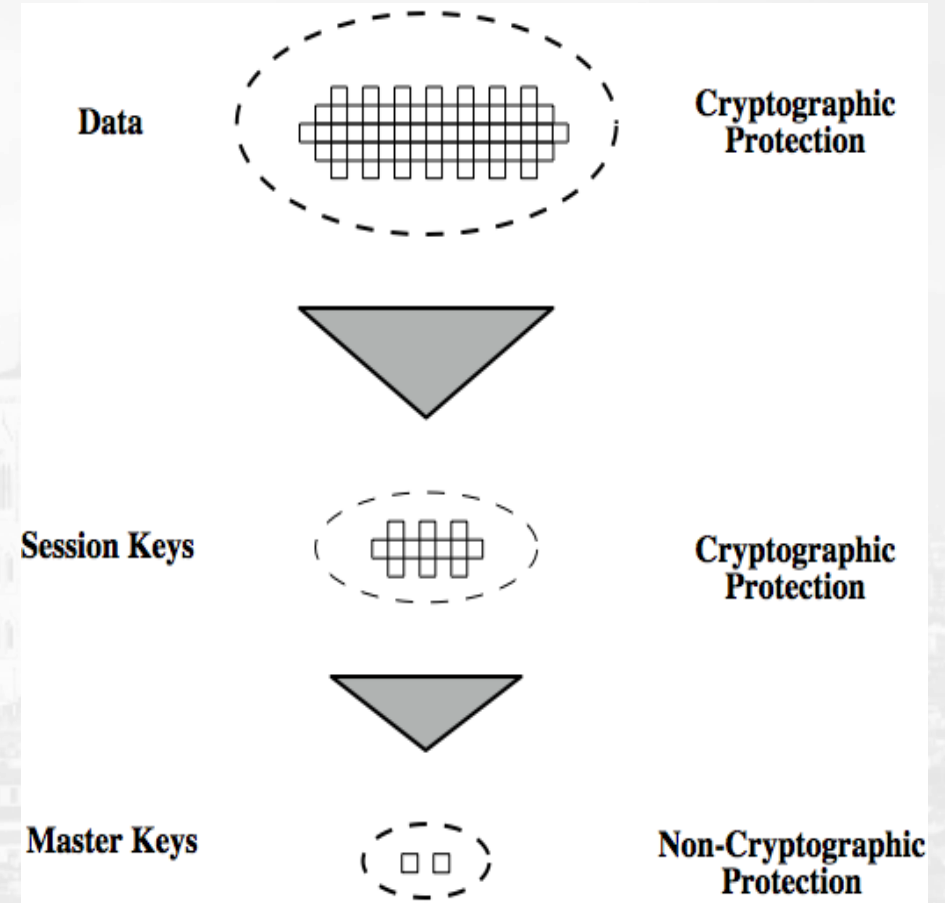 Data
Cryptographic
Protection
Session Keys
Cryptographic
Protection
Master Keys
Non-Cryptographic
Protection